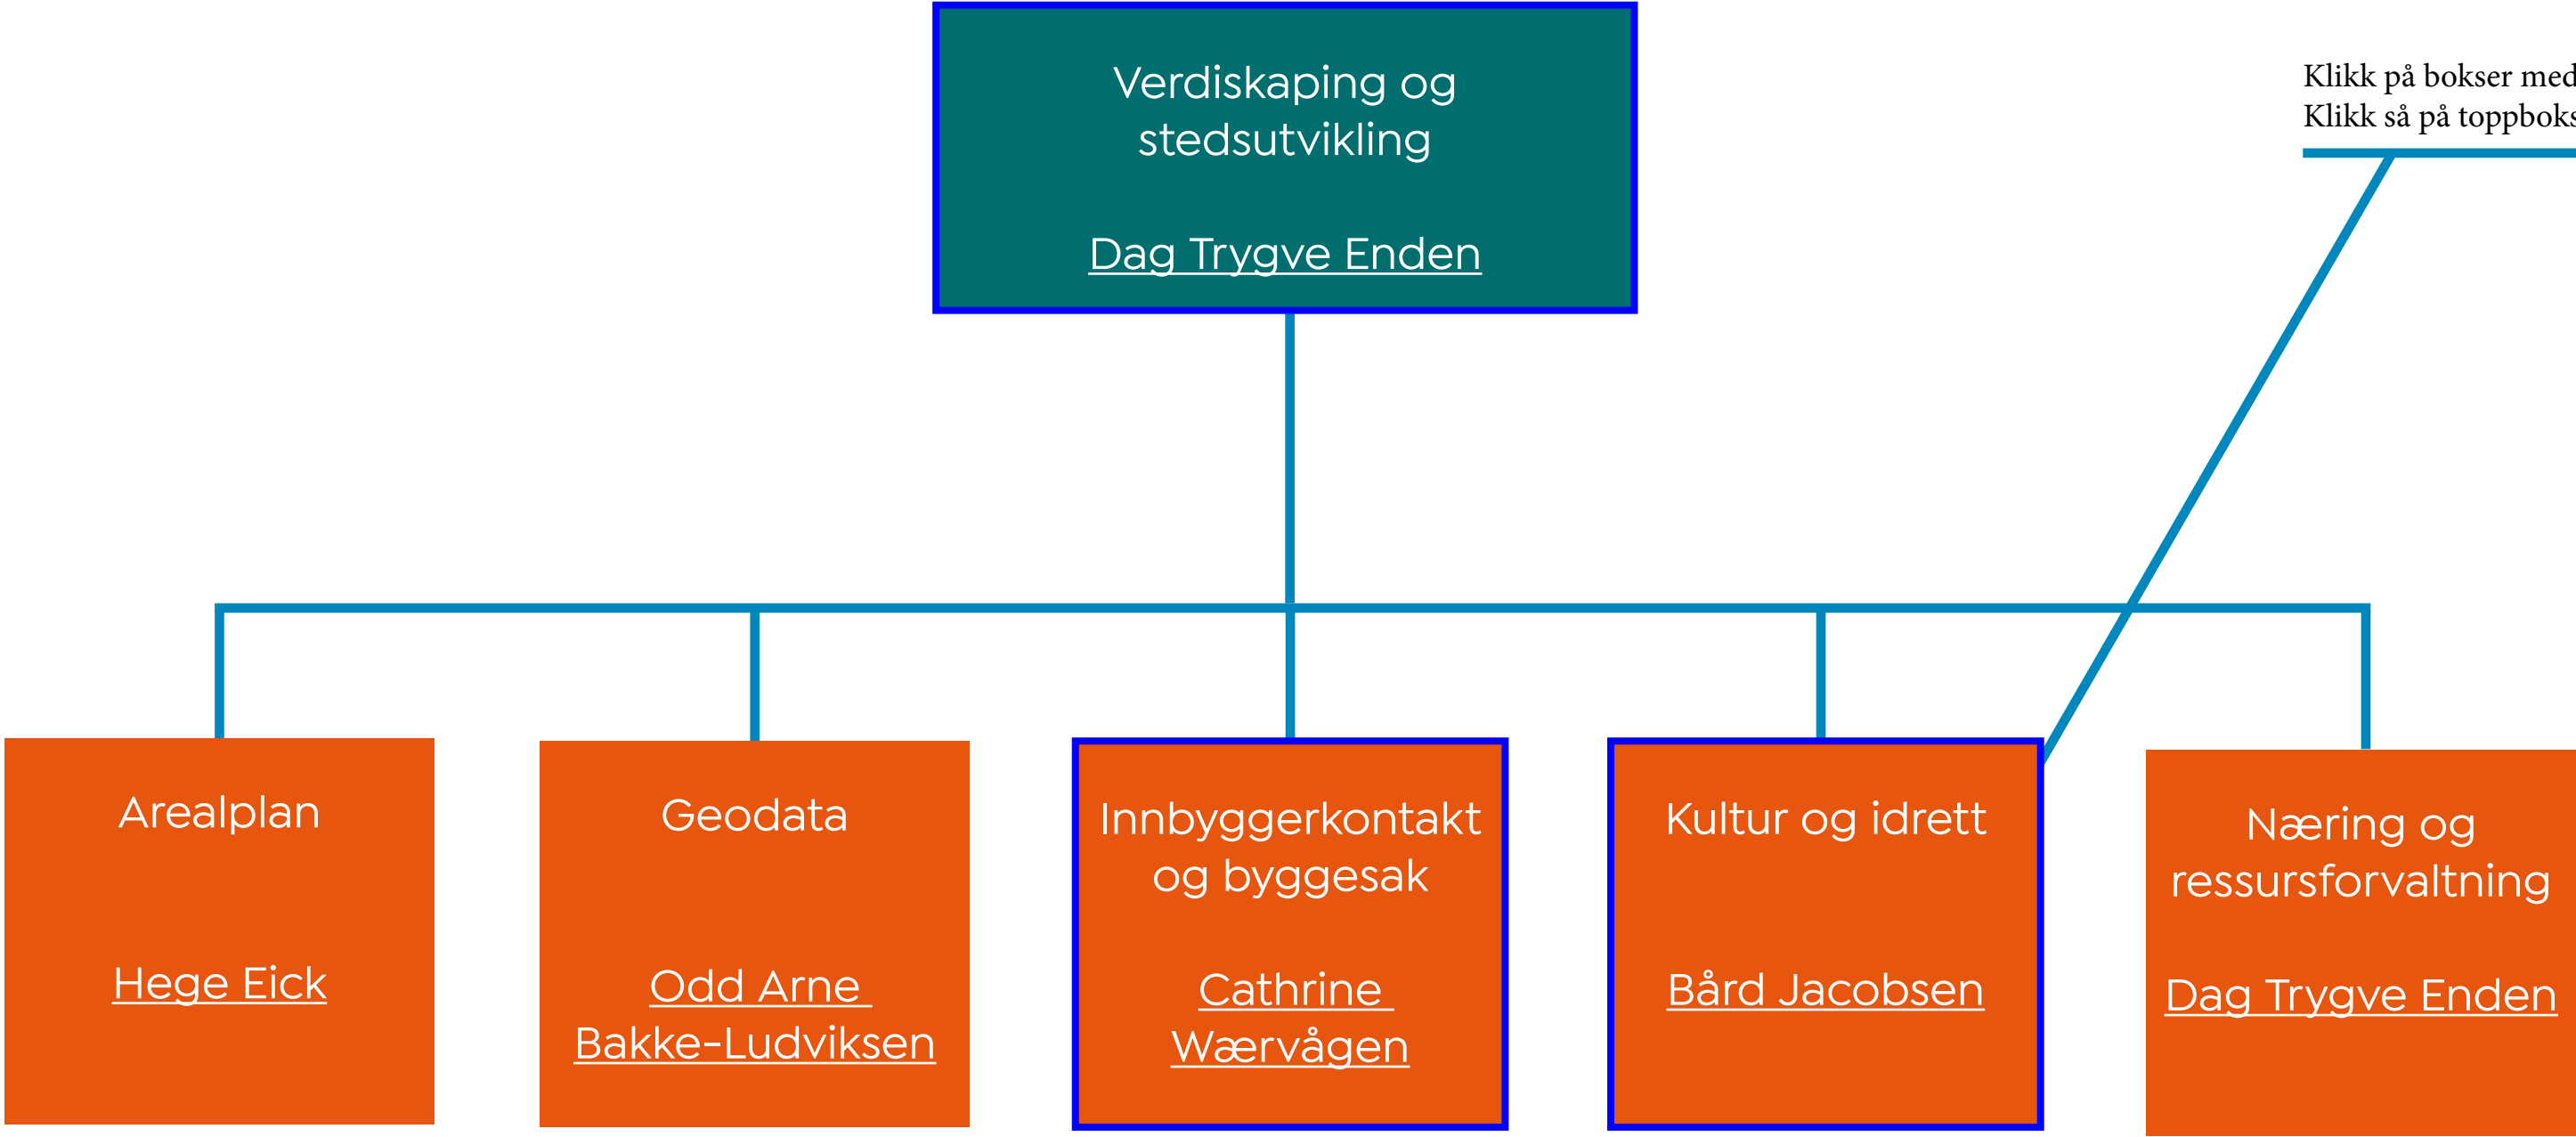 Verdiskaping og
stedsutvikling
Dag Trygve Enden
Klikk på bokser med
Klikk så på toppboks
Arealplan
Hege Eick
Geodata
Odd Arne
Bakke-Ludviksen
Innbyggerkontakt
og byggesak
Cathrine
Wærvågen
Kultur og idrett
Bård Jacobsen
Næring og
ressursforvaltning
Dag Trygve Enden